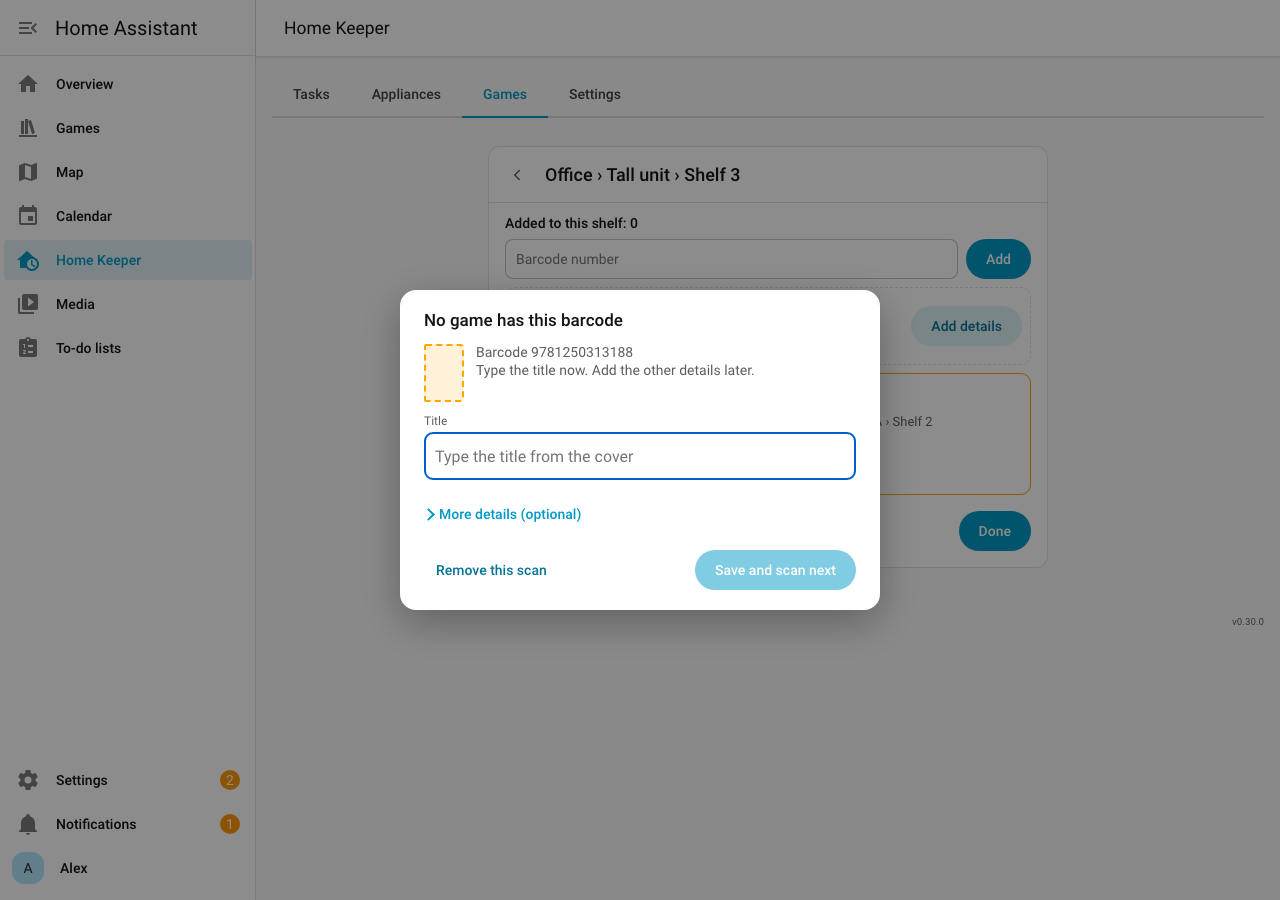 Home Assistant
Home Keeper
Overview
Games
Map
Calendar
Home Keeper
Media
To-do lists
Settings
2
Notifications
1
A
Alex
Tasks
Appliances
Games
Settings
Office › Tall unit › Shelf 3
Added to this shelf: 0
Barcode number
Add
Add details
› Shelf 2
Done
No game has this barcode
Barcode 9781250313188
Type the title now. Add the other details later.
Title
Type the title from the cover
More details (optional)
Remove this scan
Save and scan next
v0.30.0